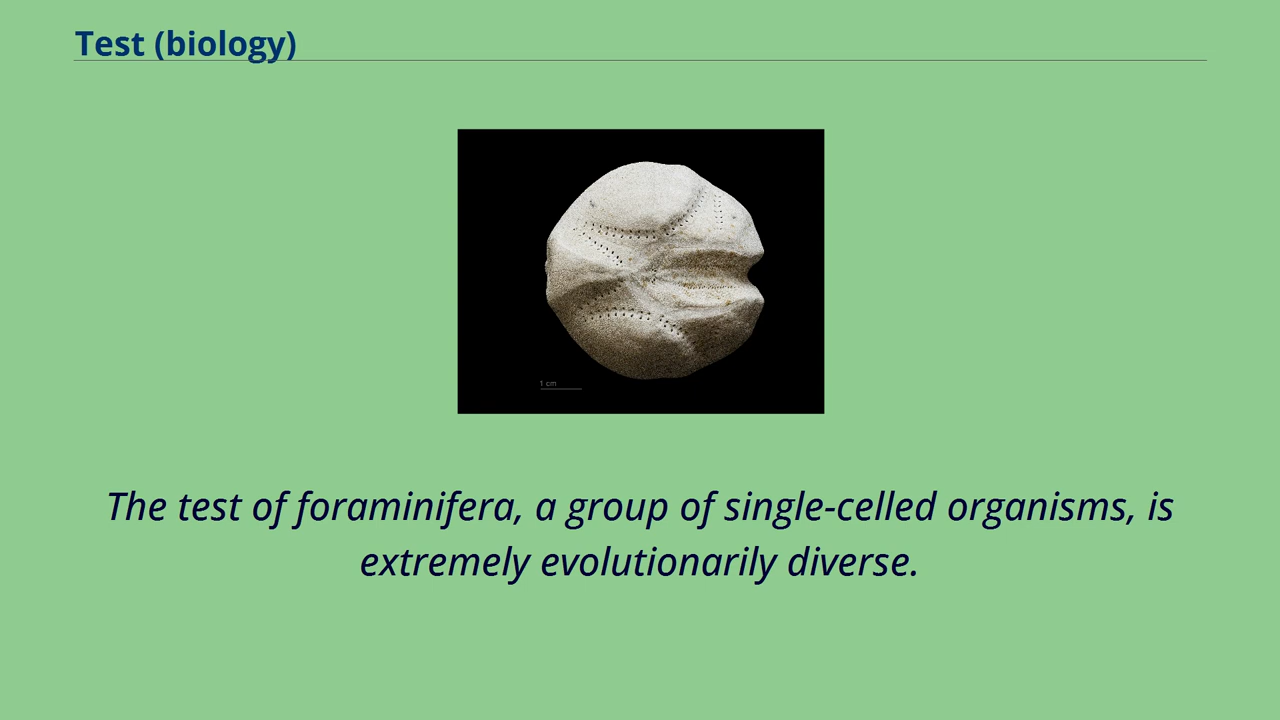 Test (biology)
1 cm
The test of foraminifera, a group of single-celled organisms, is
extremely evolutionarily diverse.